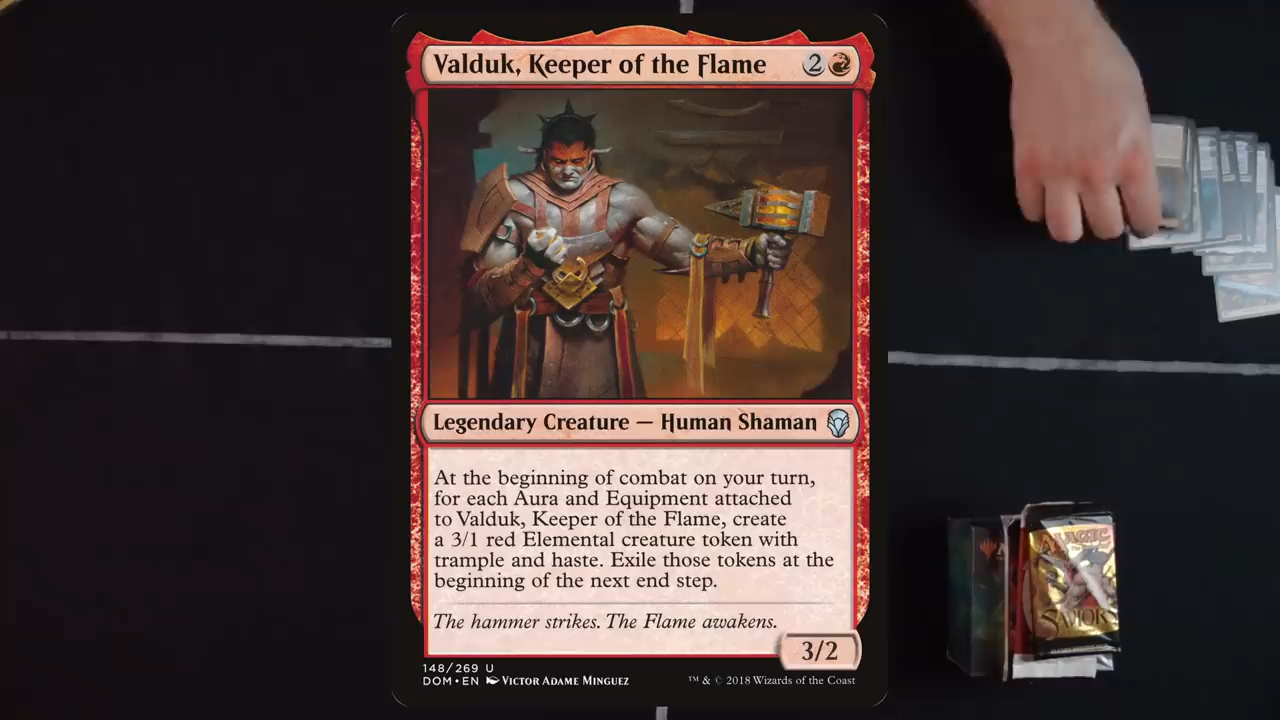 Valduk, Keeper of the Flame
2
Legendary Creature — Human Shaman
At the beginning of combat on your turn,
for each Aura and Equipment attached
to Valduk, Keeper of the Flame, create
a 3/1 red Elemental creature token with
trample and haste. Exile those tokens at the
beginning of the next end step.
The hammer strikes. The Flame awakens.
3/2
148/269 U
DOM • EN Victor Adame Minguez
™ & © 2018 Wizards of the Coast
MAGIC
SAVIORS